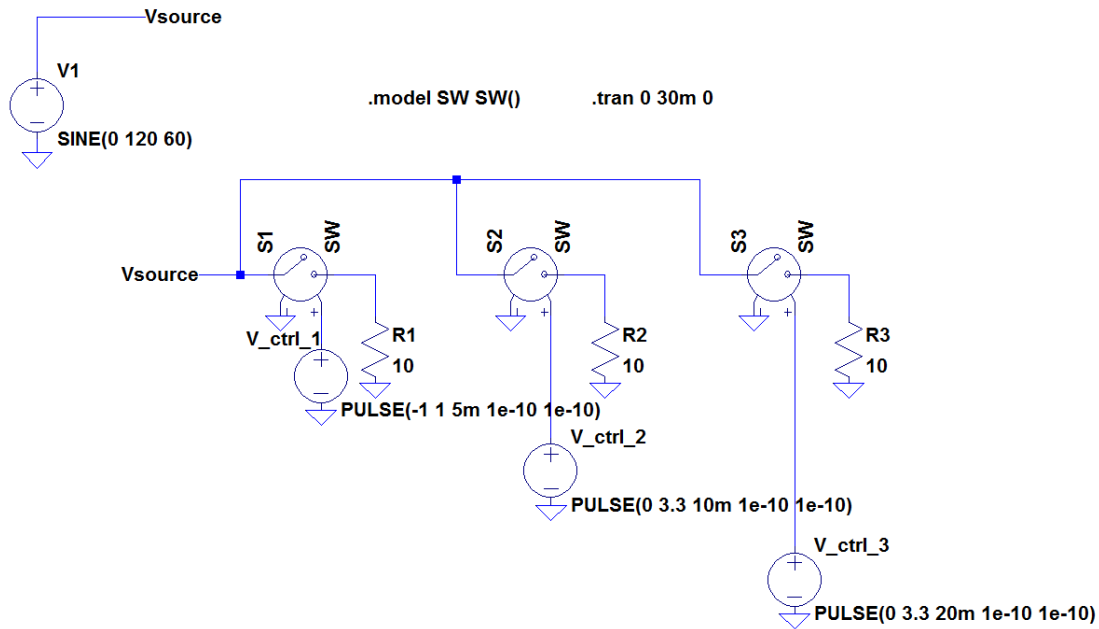 Vsource
V1
SINE(0 120 60)
.model SW SW()
.tran 0 30m 0
S1
SW
S2
SW
S3
SW
Vsource
V_ctrl_1
R1
10
R2
10
R3
10
PULSE(-1 1 5m 1e-10 1e-10)
V_ctrl_2
PULSE(0 3.3 10m 1e-10 1e-10)
V_ctrl_3
PULSE(0 3.3 20m 1e-10 1e-10)